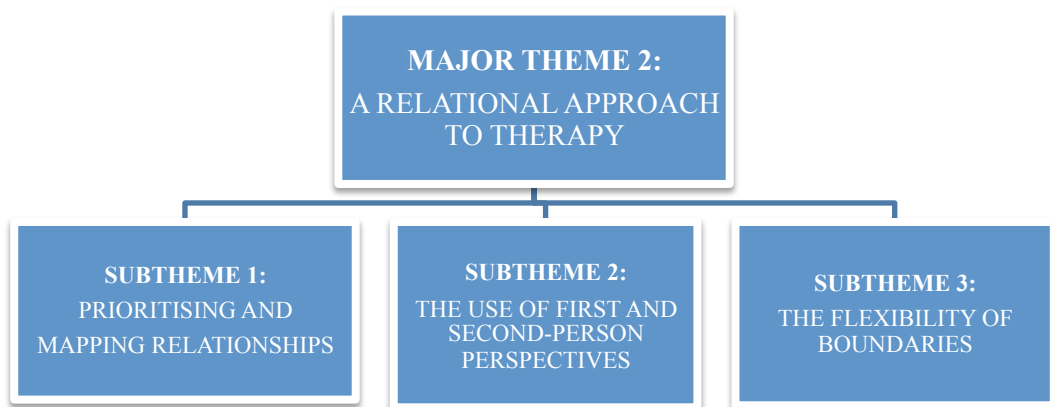 MAJOR THEME 2:
A RELATIONAL APPROACH
TO THERAPY
SUBTHEME 1:
PRIORITISING AND
MAPPING RELATIONSHIPS
SUBTHEME 2:
THE USE OF FIRST AND
SECOND-PERSON
PERSPECTIVES
SUBTHEME 3:
THE FLEXIBILITY OF
BOUNDARIES